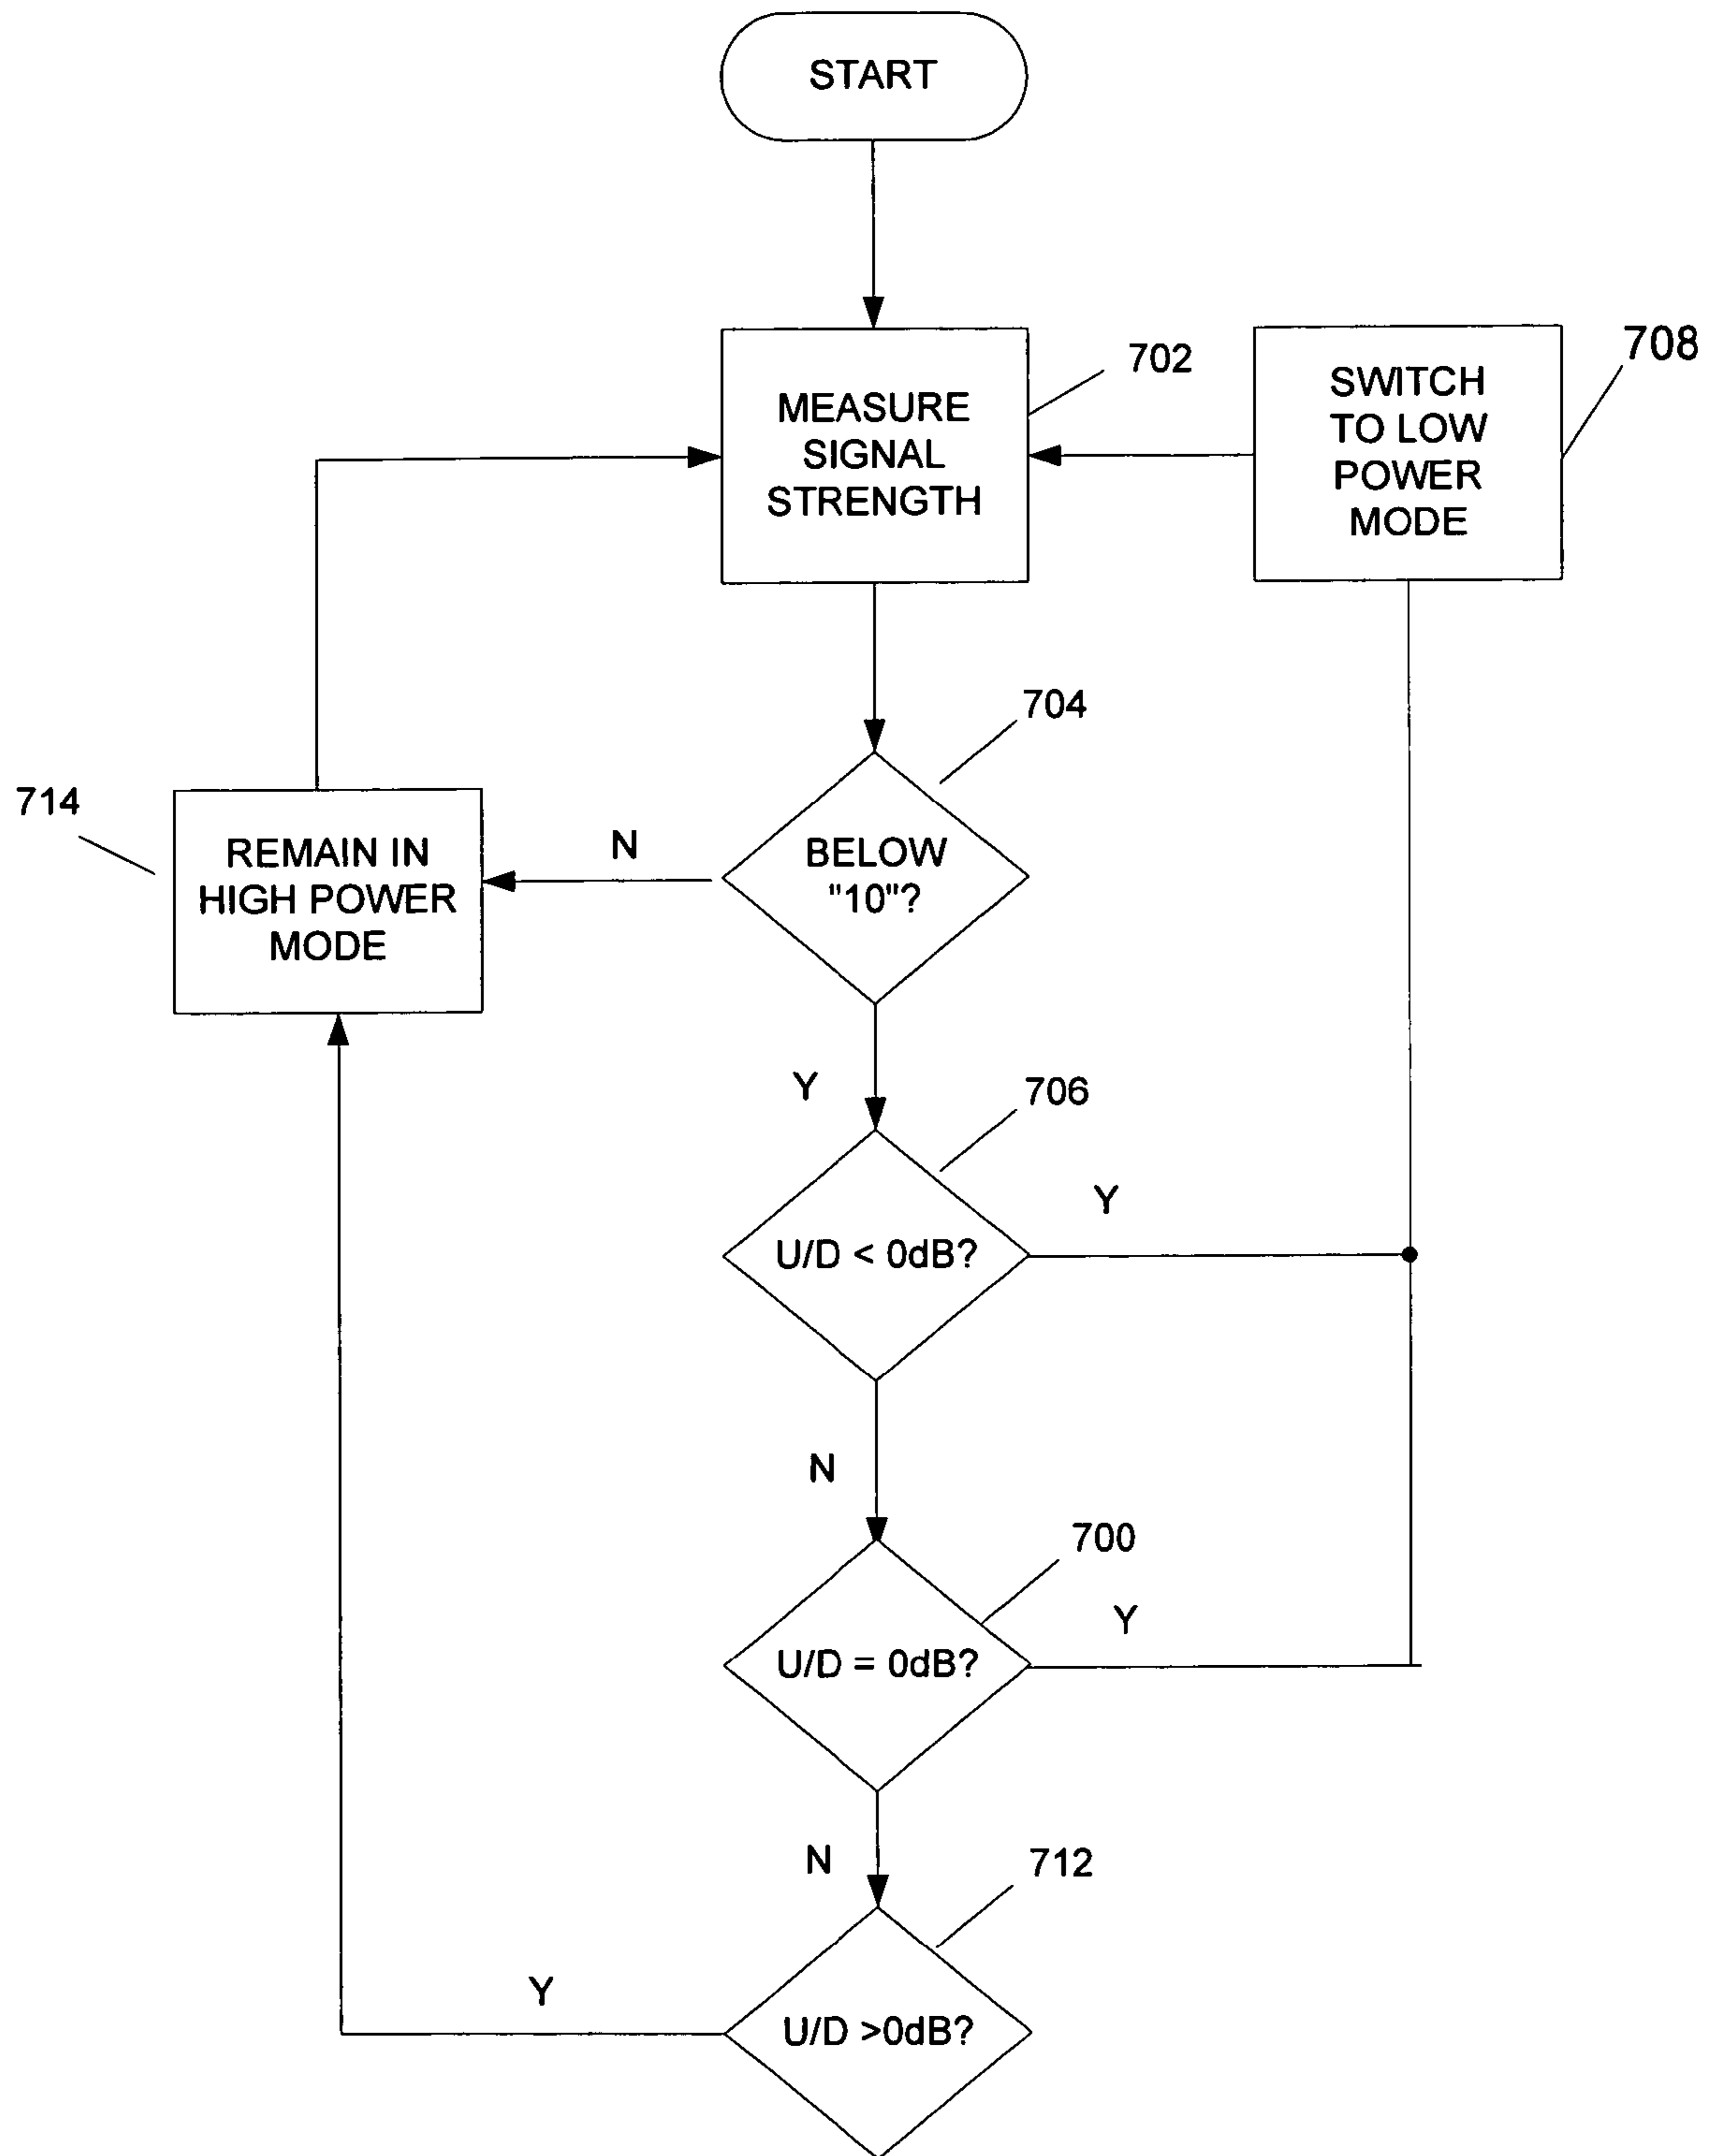 START
702
MEASURE
SIGNAL
STRENGTH
708
SWITCH
TO LOW
POWER
MODE
704
BELOW
"10"?
N
714
REMAIN IN
HIGH POWER
MODE
Y
706
U/D < 0dB?
Y
N
700
U/D = 0dB?
Y
N
712
U/D >0dB?
Y